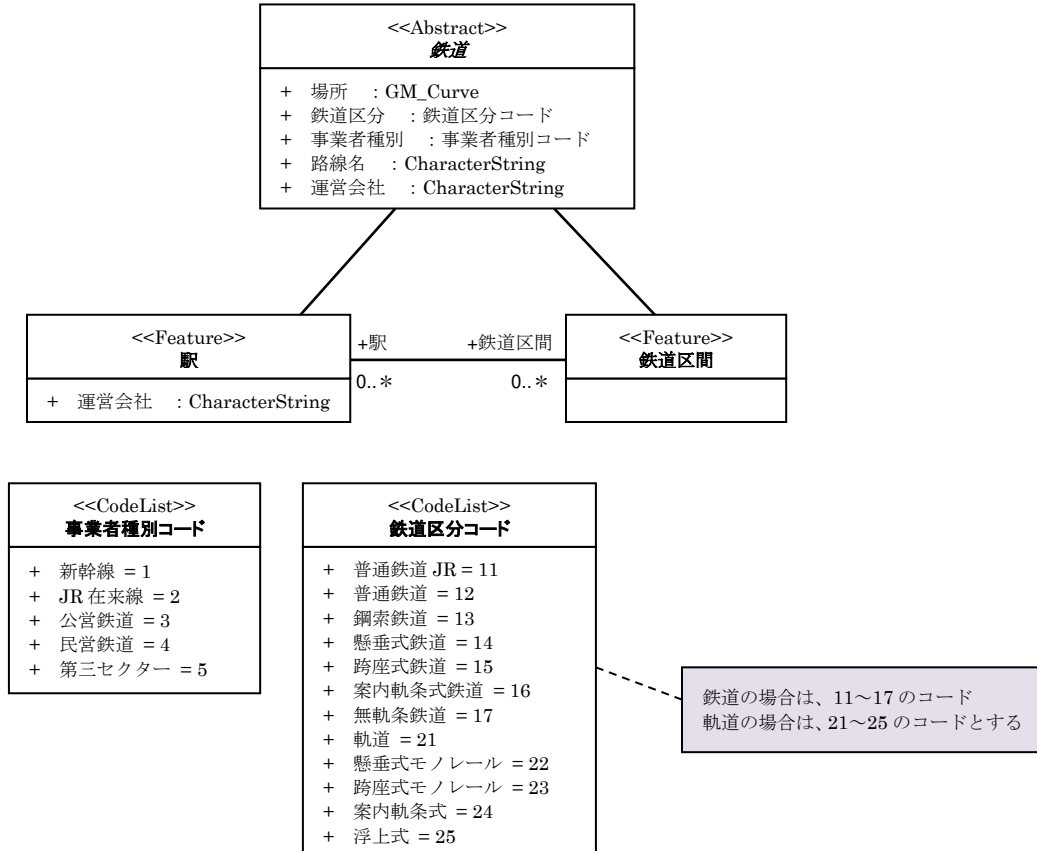 <<Abstract>>
鉄道
+ 場所 : GM_Curve
+ 鉄道区分 : 鉄道区分コード
+ 事業者種別 : 事業者種別コード
+ 路線名 : CharacterString
+ 運営会社 : CharacterString
<<Feature>>
駅
+ 運営会社 : CharacterString
+駅
+鉄道区間
0..*
0..*
<<Feature>>
鉄道区間
<<CodeList>>
事業者種別コード
+ 新幹線 = 1
+ JR 在来線 = 2
+ 公営鉄道 = 3
+ 民営鉄道 = 4
+ 第三セクター = 5
<<CodeList>>
鉄道区分コード
+ 普通鉄道 JR = 11
+ 普通鉄道 = 12
+ 鋼索鉄道 = 13
+ 懸垂式鉄道 = 14
+ 跨座式鉄道 = 15
+ 案内軌条式鉄道 = 16
+ 無軌条鉄道 = 17
+ 軌道 = 21
+ 懸垂式モノレール = 22
+ 跨座式モノレール = 23
+ 案内軌条式 = 24
+ 浮上式 = 25
鉄道の場合は、11～17 のコード
軌道の場合は、21～25 のコードとする